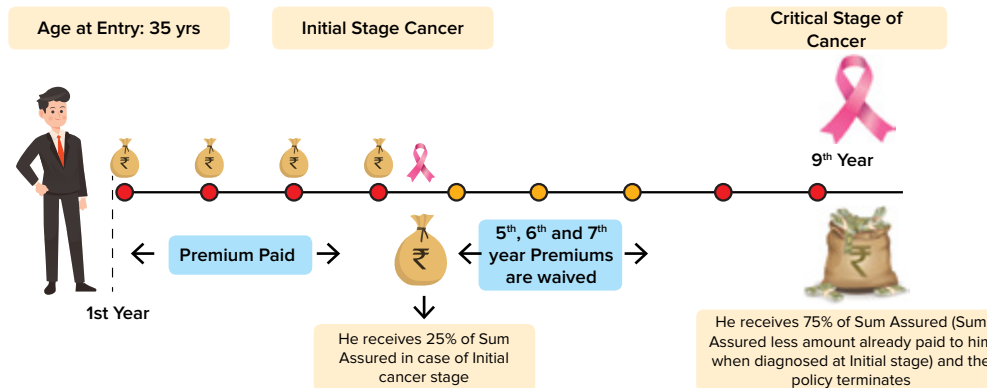 Age at Entry: 35 yrs
Initial Stage Cancer
Critical Stage of
Cancer
₹
₹
₹
₹
9th Year
5th, 6th and 7th
year Premiums
are waived
Premium Paid
₹
₹
1st Year
He receives 25% of Sum
Assured in case of Initial
cancer stage
He receives 75% of Sum Assured (Sum
Assured less amount already paid to him
when diagnosed at Initial stage) and the
policy terminates